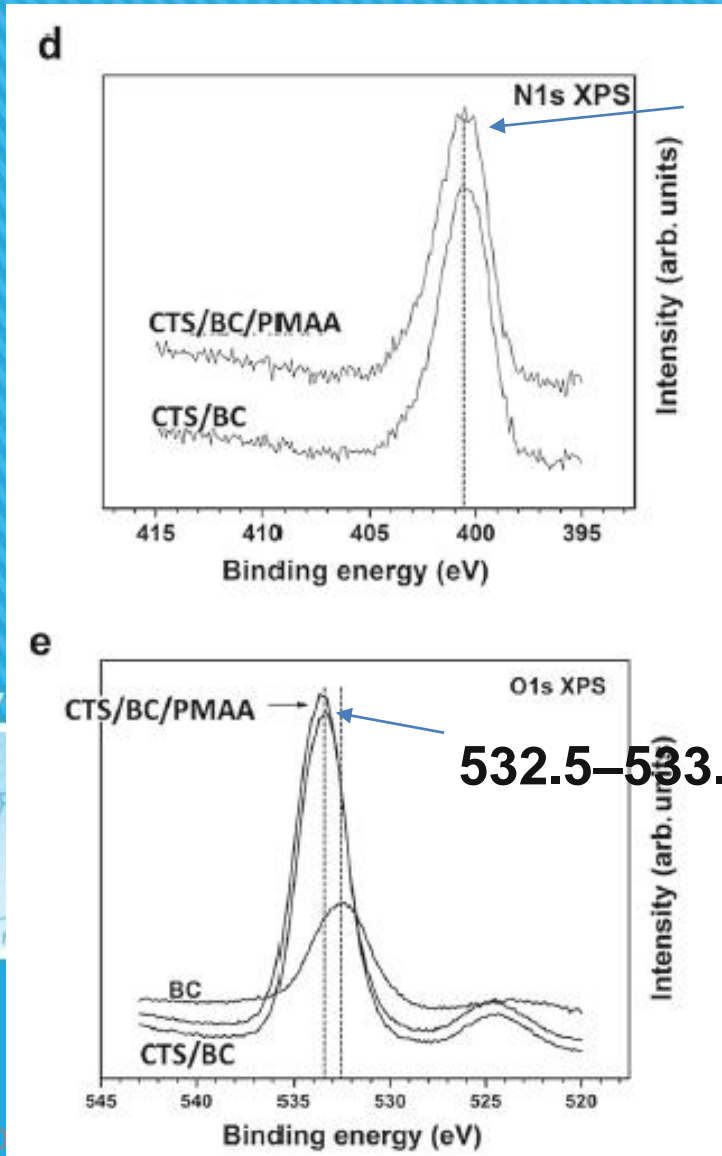 d
N1s XPS
Intensity (arb. units)
CTS/BC/PMAA
CTS/BC
415 410 405 400 395
Binding energy (eV)
e
O1s XPS
CTS/BC/PMAA
532.5–533.
Intensity (arb. units)
BC
CTS/BC
545 540 535 530 525 520
Binding energy (eV)